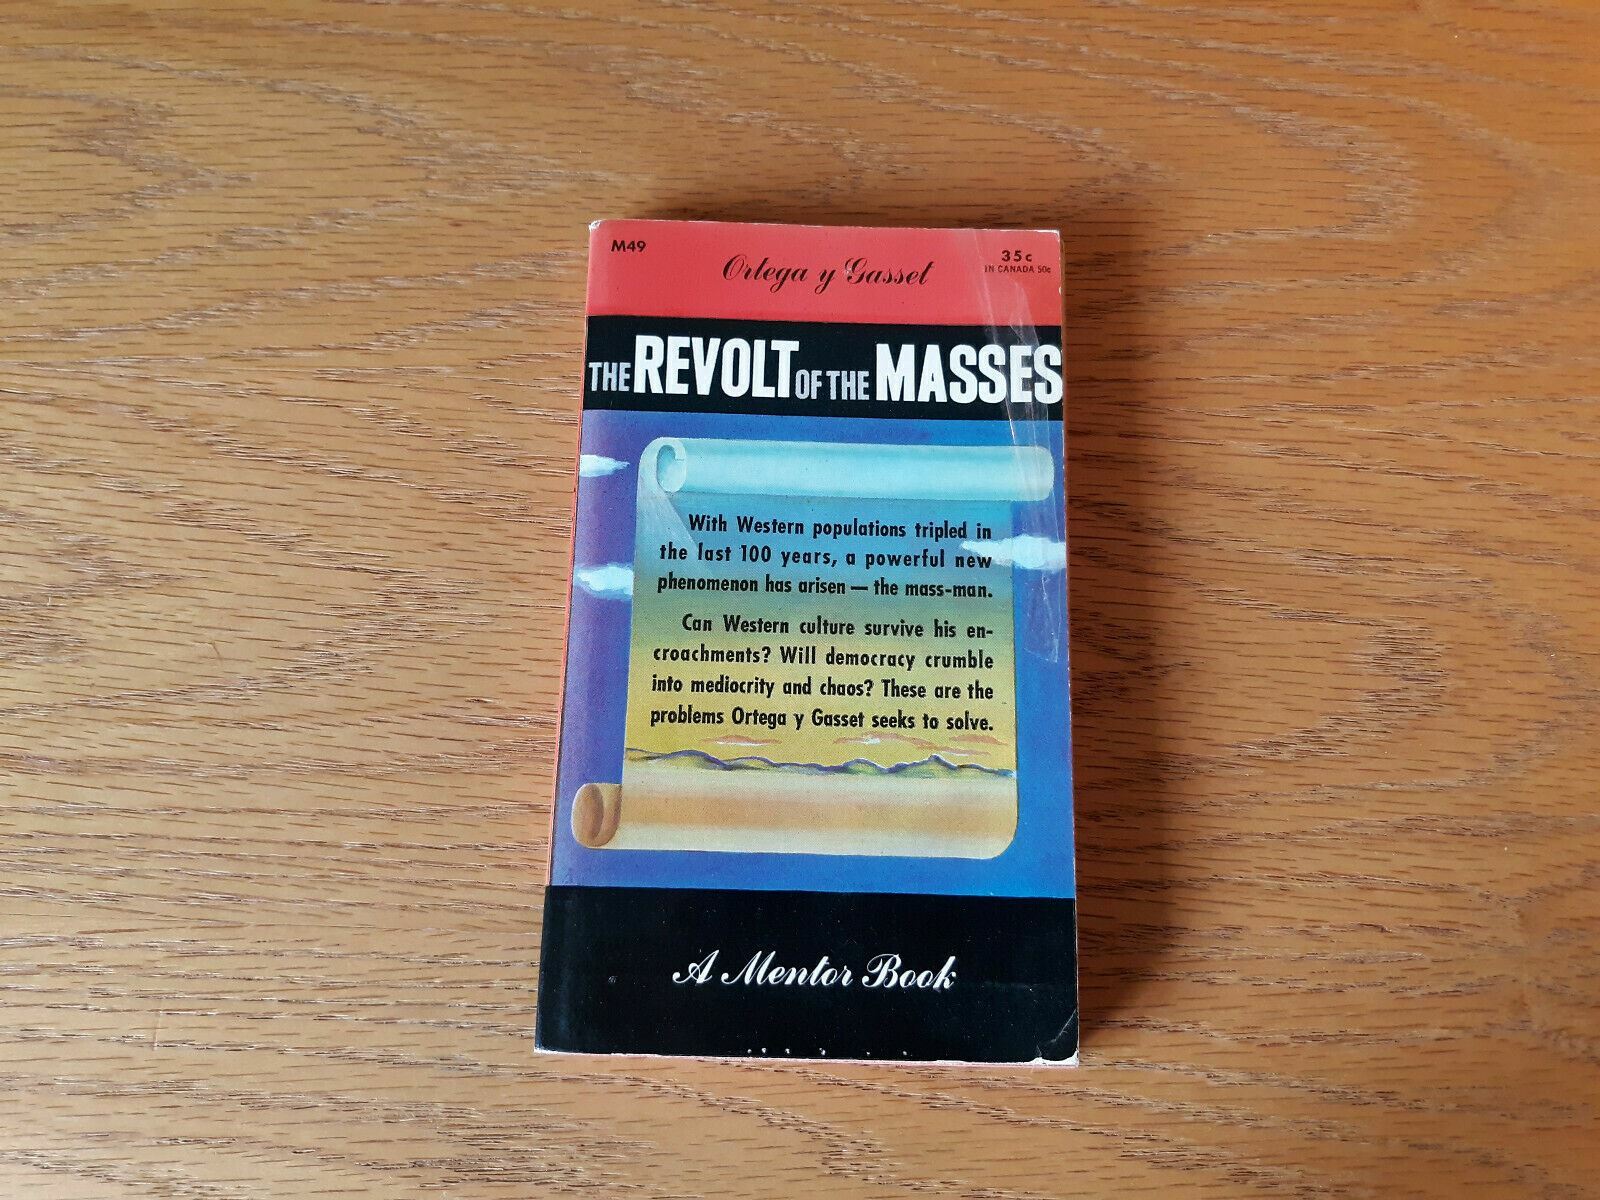 M49
Ortega y Gasset
35c
IN CANADA 50c
THE REVOLT OF THE MASSES
With Western populations tripled in
the last 100 years, a powerful new
phenomenon has arisen — the mass-man.
Can Western culture survive his en-
croachments? Will democracy crumble
into mediocrity and chaos? These are the
problems Ortega y Gasset seeks to solve.
A Mentor Book